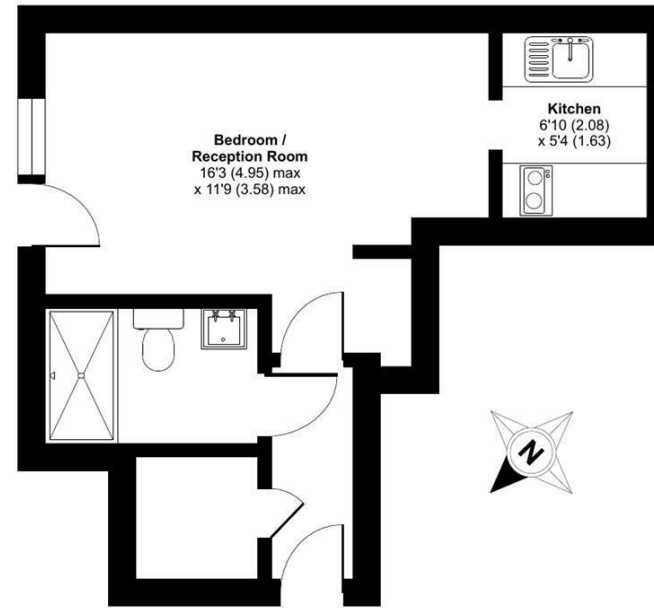 Bedroom /
Reception Room
16'3 (4.95) max
x 11'9 (3.58) max
Kitchen
6'10 (2.08)
x 5'4 (1.63)
N